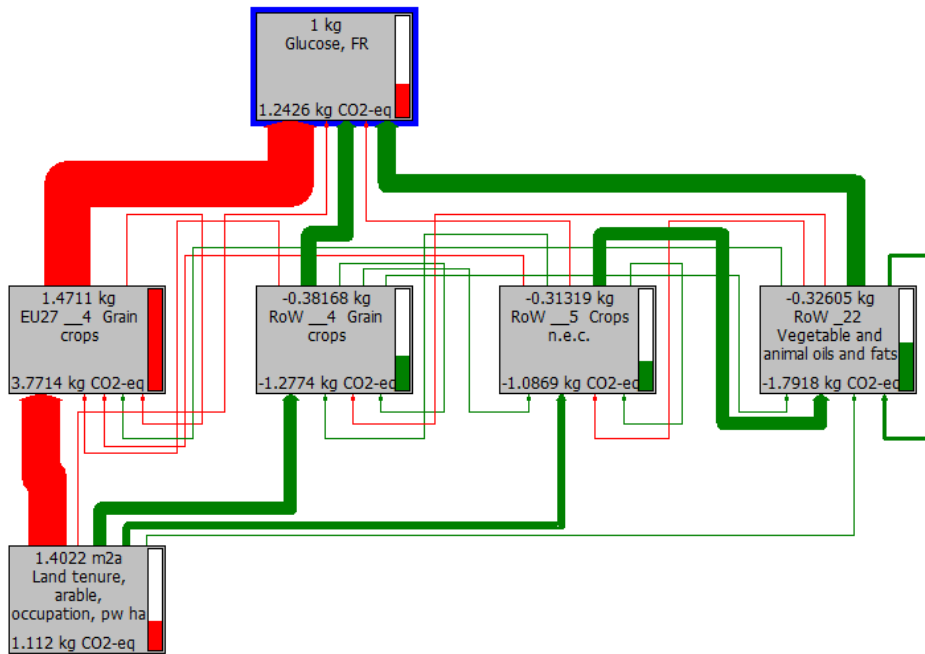 1 kg
Glucose, FR
1.2426 kg CO2-eq
1.4711 kg
EU27 __4 Grain
crops
3.7714 kg CO2-eq
-0.38168 kg
RoW __4 Grain
crops
-1.2774 kg CO2-eq
-0.31319 kg
RoW __5 Crops
n.e.c.
-1.0869 kg CO2-eq
-0.32605 kg
RoW _22
Vegetable and
animal oils and fats
-1.7918 kg CO2-eq
1.4022 m2a
Land tenure,
arable,
occupation, pw ha
1.112 kg CO2-eq